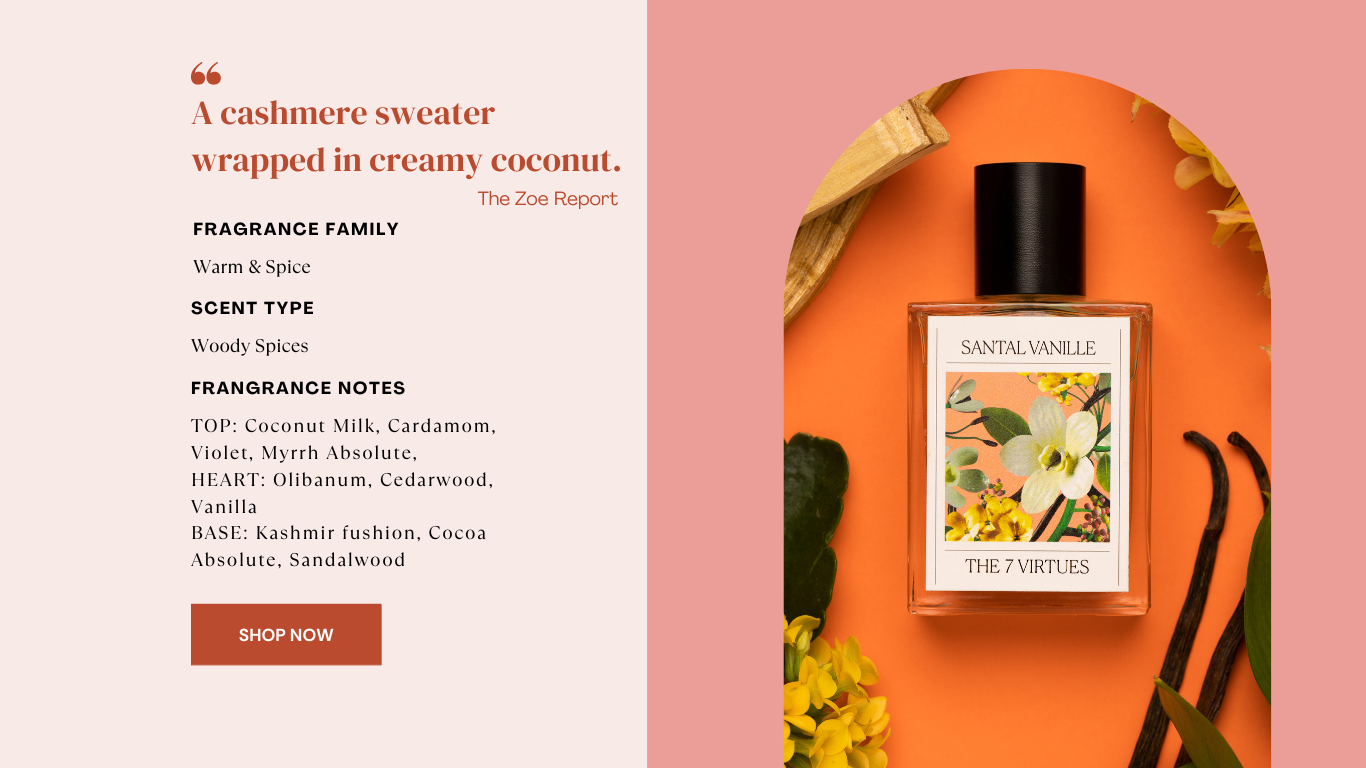 “
A cashmere sweater
wrapped in creamy coconut.
The Zoe Report
FRAGRANCE FAMILY
Warm & Spice
SCENT TYPE
Woody Spices
FRANGRANCE NOTES
TOP: Coconut Milk, Cardamom,
Violet, Myrrh Absolute,
HEART: Olibanum, Cedarwood,
Vanilla
BASE: Kashmir fushion, Cocoa
Absolute, Sandalwood
SHOP NOW
SANTAL VANILLE
THE 7 VIRTUES